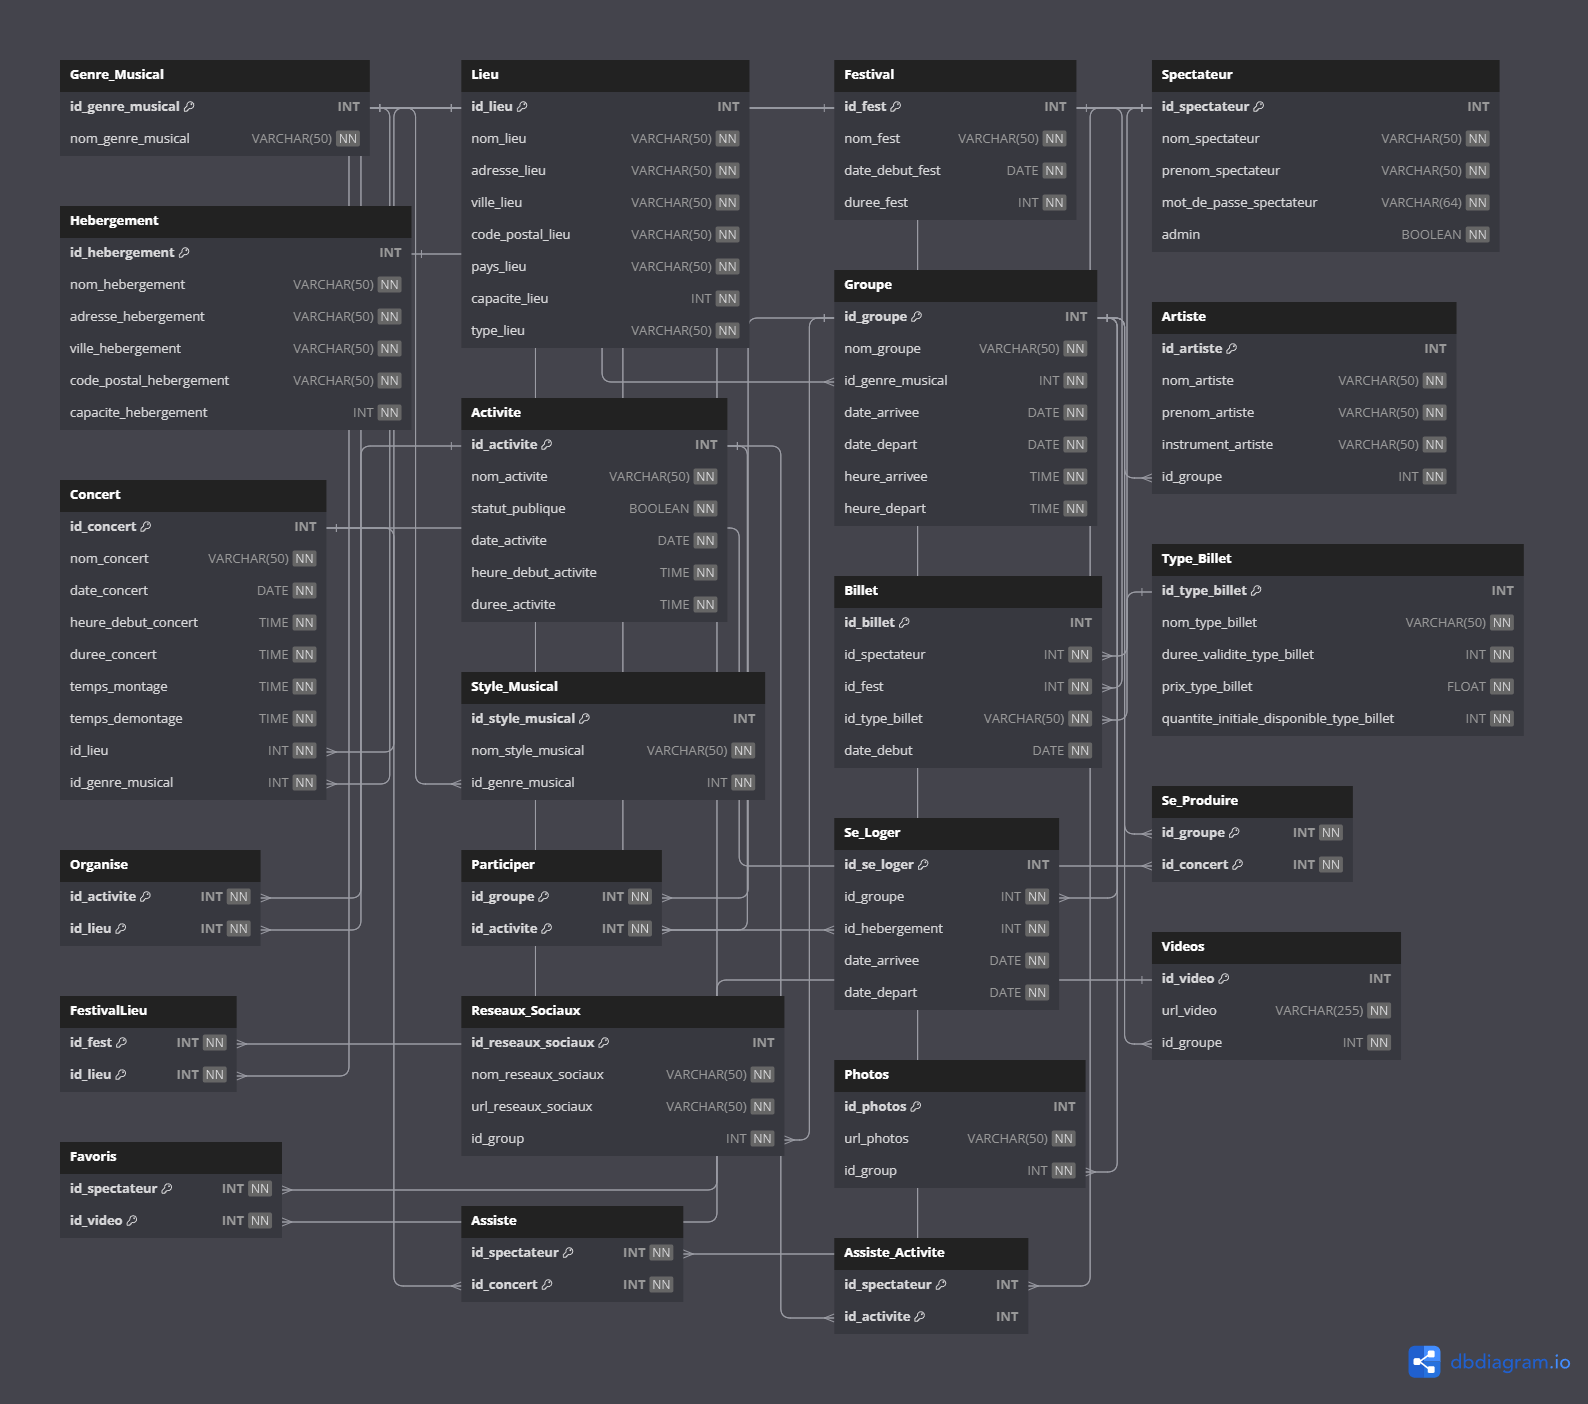 Genre_Musical
id_genre_musical INT
nom_genre_musical VARCHAR(50) NN
Hebergement
id_hebergement INT
nom_hebergement VARCHAR(50) NN
adresse_hebergement VARCHAR(50) NN
ville_hebergement VARCHAR(50) NN
code_postal_hebergement VARCHAR(50) NN
capacite_hebergement INT NN
Concert
id_concert INT
nom_concert VARCHAR(50) NN
date_concert DATE NN
heure_debut_concert TIME NN
duree_concert TIME NN
temps_montage TIME NN
temps_demontage TIME NN
id_lieu INT NN
id_genre_musical INT NN
Organise
id_activite INT NN
id_lieu INT NN
FestivalLieu
id_fest INT NN
id_lieu INT NN
Favoris
id_spectateur INT NN
id_video INT NN
Lieu
id_lieu INT
nom_lieu VARCHAR(50) NN
adresse_lieu VARCHAR(50) NN
ville_lieu VARCHAR(50) NN
code_postal_lieu VARCHAR(50) NN
pays_lieu VARCHAR(50) NN
capacite_lieu INT NN
type_lieu VARCHAR(50) NN
Activite
id_activite INT
nom_activite VARCHAR(50) NN
statut_publique BOOLEAN NN
date_activite DATE NN
heure_debut_activite TIME NN
duree_activite TIME NN
Style_Musical
id_style_musical INT
nom_style_musical VARCHAR(50) NN
id_genre_musical INT NN
Participer
id_groupe INT NN
id_activite INT NN
Reseaux_Sociaux
id_reseaux_sociaux INT
nom_reseaux_sociaux VARCHAR(50) NN
url_reseaux_sociaux VARCHAR(50) NN
id_group INT NN
Assiste
id_spectateur INT NN
id_concert INT NN
Festival
id_fest INT
nom_fest VARCHAR(50) NN
date_debut_fest DATE NN
duree_fest INT NN
Groupe
id_groupe INT
nom_groupe VARCHAR(50) NN
id_genre_musical INT NN
date_arrivee DATE NN
date_depart DATE NN
heure_arrivee TIME NN
heure_depart TIME NN
Billet
id_billet INT
id_spectateur INT NN
id_fest INT NN
id_type_billet VARCHAR(50) NN
date_debut DATE NN
Se_Loger
id_se_loger INT
id_groupe INT NN
id_hebergement INT NN
date_arrivee DATE NN
date_depart DATE NN
Photos
id_photos INT
url_photos VARCHAR(50) NN
id_group INT NN
Assiste_Activite
id_spectateur INT
id_activite INT
Spectateur
id_spectateur INT
nom_spectateur VARCHAR(50) NN
prenom_spectateur VARCHAR(50) NN
mot_de_passe_spectateur VARCHAR(64) NN
admin BOOLEAN NN
Artiste
id_artiste INT
nom_artiste VARCHAR(50) NN
prenom_artiste VARCHAR(50) NN
instrument_artiste VARCHAR(50) NN
id_groupe INT NN
Type_Billet
id_type_billet INT
nom_type_billet VARCHAR(50) NN
duree_validite_type_billet INT NN
prix_type_billet FLOAT NN
quantite_initiale_disponible_type_billet INT NN
Se_Produire
id_groupe INT NN
id_concert INT NN
Videos
id_video INT
url_video VARCHAR(255) NN
id_groupe INT NN
dbdiagram.io